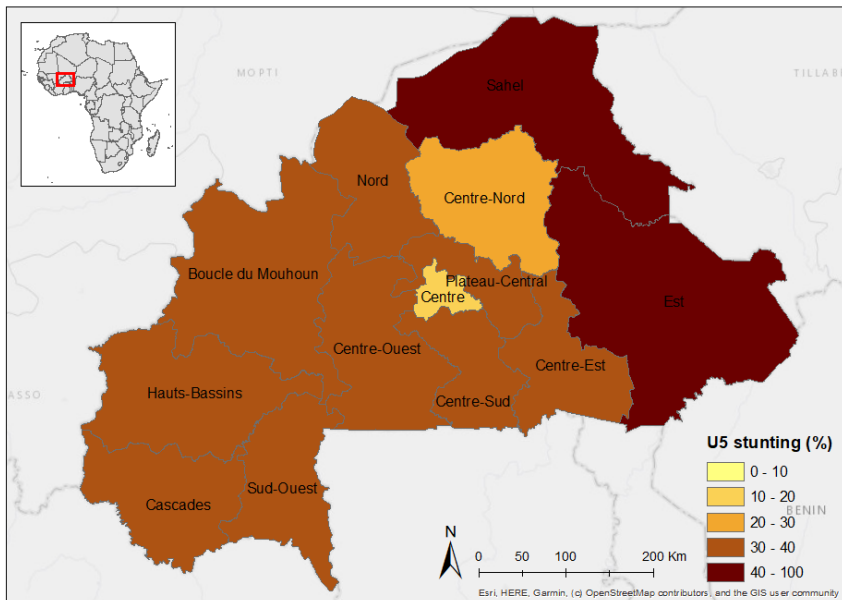 MOPTI
TILLABÉ
Sahel
Nord
Centre-Nord
Boucle du Mouhoun
Plateau-Central
Centre
Est
Centre-Ouest
Centre-Est
Hauts-Bassins
Centre-Sud
ASSO
Cascades
Sud-Ouest
BENIN
U5 stunting (%)
0 - 10
10 - 20
20 - 30
30 - 40
40 - 100
N
0 50 100 200 Km
Esri, HERE, Garmin, (c) OpenStreetMap contributors, and the GIS user community